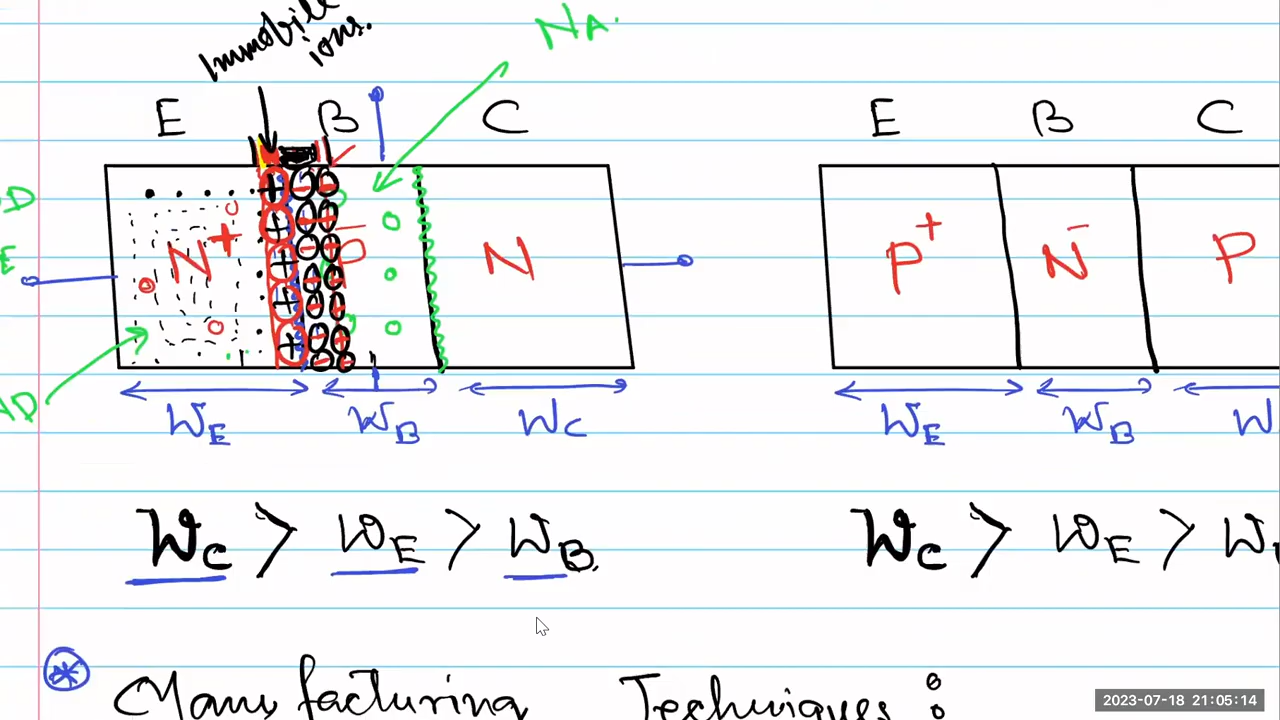 Immobile
ions.
NA.
E B C E B C
D
E
N+ P- N P+ N- P
AD
WE WB WC WE WB W
WC > WE > WB. WC > WE > W
Manufacturing Techniques :
2023-07-18 21:05:14